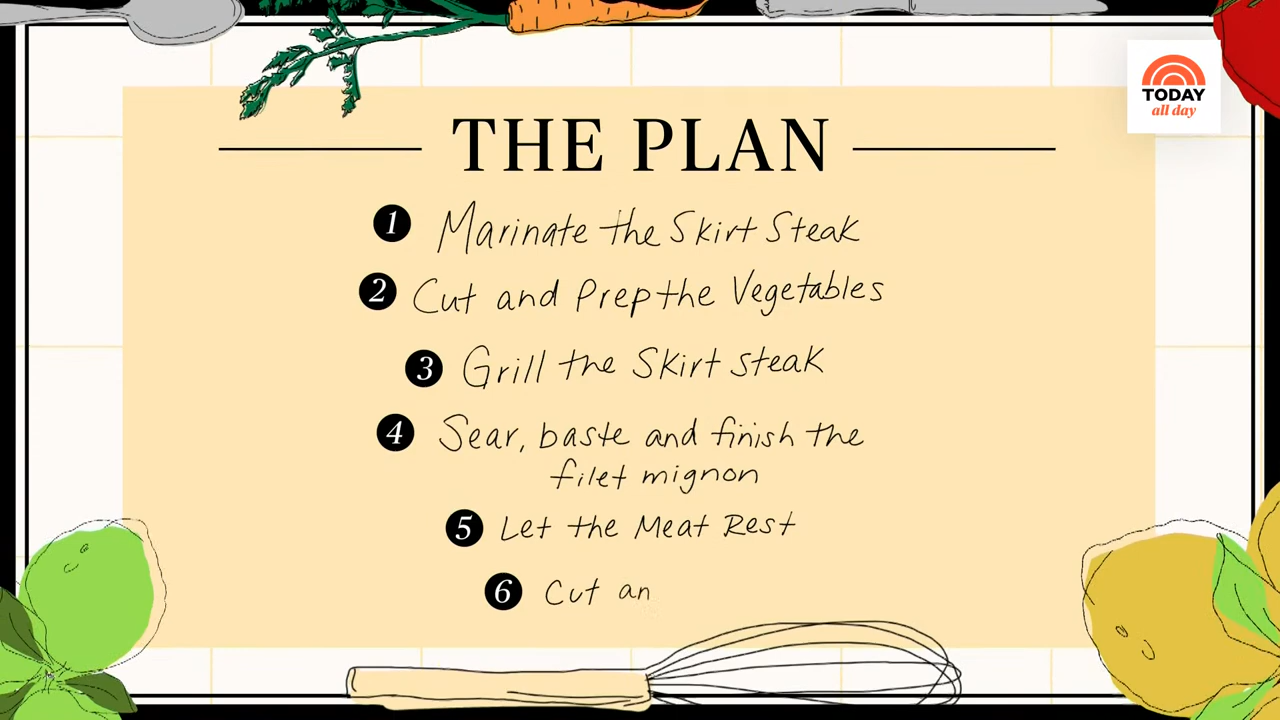 TODAY
all day
THE PLAN
1 Marinate the Skirt Steak
2 Cut and Prep the Vegetables
3 Grill the Skirt Steak
4 Sear, baste and finish the
filet mignon
5 Let the Meat Rest
6 Cut an